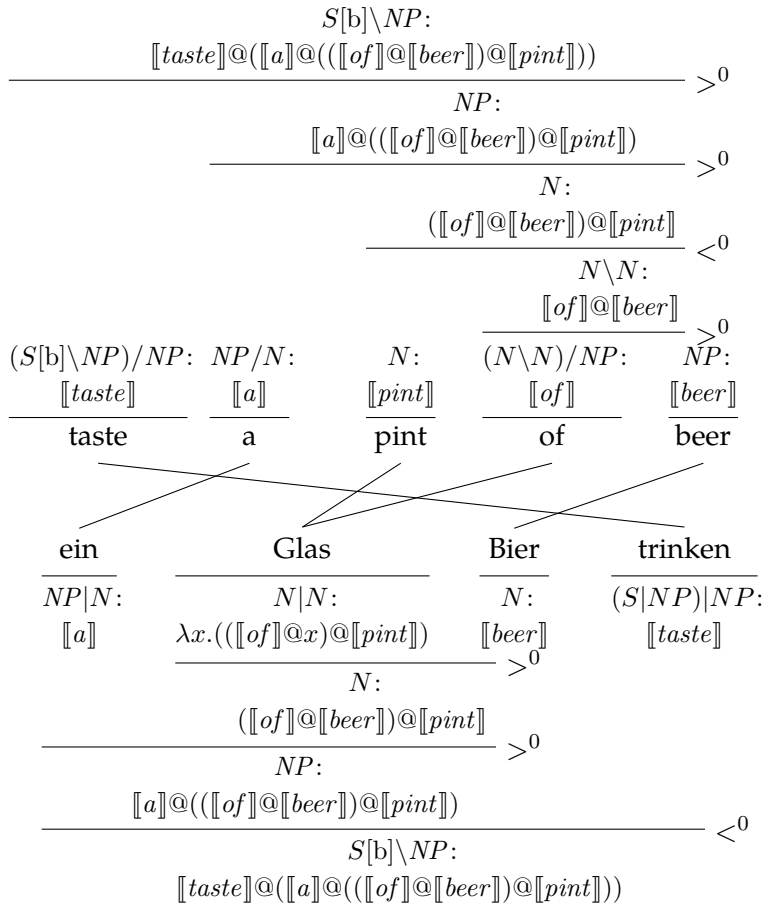 S[b]\NP:
⟦taste⟧@(⟦a⟧@((⟦of⟧@⟦beer⟧)@⟦pint⟧))
>0
NP:
⟦a⟧@((⟦of⟧@⟦beer⟧)@⟦pint⟧)
>0
N:
(⟦of⟧@⟦beer⟧)@⟦pint⟧
<0
N\N:
⟦of⟧@⟦beer⟧
>0
(S[b]\NP)/NP: NP/N: N: (N\N)/NP: NP:
⟦taste⟧ ⟦a⟧ ⟦pint⟧ ⟦of⟧ ⟦beer⟧
taste a pint of beer
ein Glas Bier trinken
NP|N: N|N: N: (S|NP)|NP:
⟦a⟧ λx.((⟦of⟧@x)@⟦pint⟧) ⟦beer⟧ ⟦taste⟧
>0
N:
(⟦of⟧@⟦beer⟧)@⟦pint⟧
>0
NP:
⟦a⟧@((⟦of⟧@⟦beer⟧)@⟦pint⟧)
<0
S[b]\NP:
⟦taste⟧@(⟦a⟧@((⟦of⟧@⟦beer⟧)@⟦pint⟧))